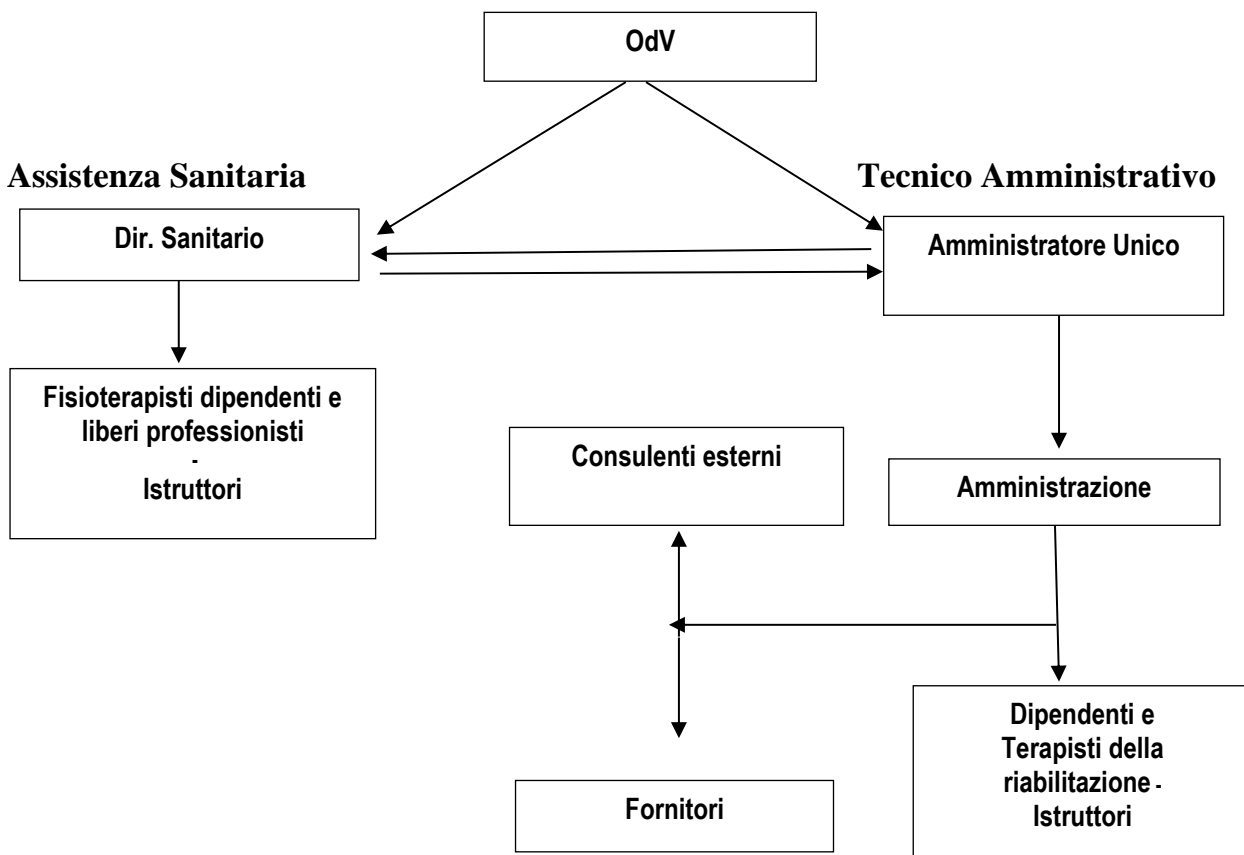 OdV
Assistenza Sanitaria
Tecnico Amministrativo
Dir. Sanitario
Amministratore Unico
Fisioterapisti dipendenti e
liberi professionisti
-
Istruttori
Consulenti esterni
Amministrazione
Dipendenti e
Terapisti della
riabilitazione -
Istruttori
Fornitori